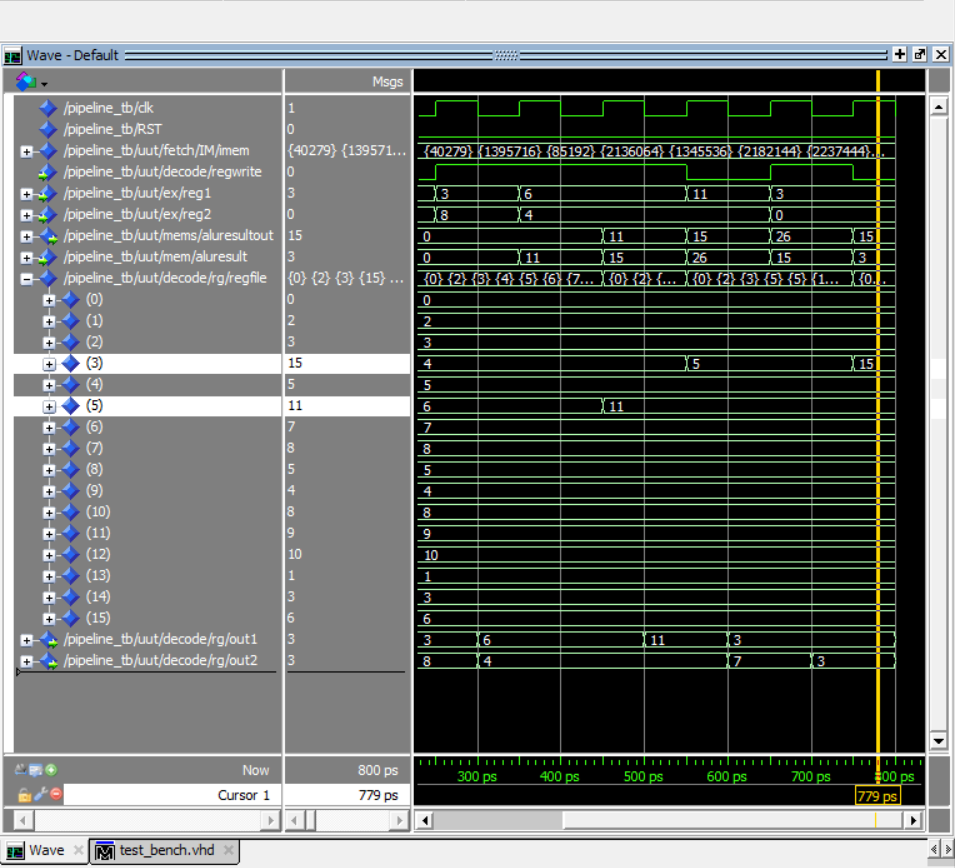 Wave - Default
Msgs
/pipeline_tb/clk 1
/pipeline_tb/RST 0
/pipeline_tb/uut/fetch/IM/imem {40279} {139571... {40279} {1395716} {85192} {2136064} {1345536} {2182144} {2237444}...
/pipeline_tb/uut/decode/regwrite 0
/pipeline_tb/uut/ex/reg1 3 3 6 11 3
/pipeline_tb/uut/ex/reg2 0 8 4 0
/pipeline_tb/uut/mems/aluresultout 15 0 11 15 26 15
/pipeline_tb/uut/mem/aluresult 3 0 11 15 26 15 3
/pipeline_tb/uut/decode/rg/regfile {0} {2} {3} {15} ... {0} {2} {3} {4} {5} {6} {7... {0} {2} {... {0} {2} {3} {5} {5} {1... {0...
(0) 0 0
(1) 2 2
(2) 3 3
(3) 15 4 5 15
(4) 5 5
(5) 11 6 11
(6) 7 7
(7) 8 8
(8) 5 5
(9) 4 4
(10) 8 8
(11) 9 9
(12) 10 10
(13) 1 1
(14) 3 3
(15) 6 6
/pipeline_tb/uut/decode/rg/out1 3 3 6 11 3
/pipeline_tb/uut/decode/rg/out2 3 8 4 7 3
Now 800 ps 300 ps 400 ps 500 ps 600 ps 700 ps 800 ps
Cursor 1 779 ps 779 ps
Wave test_bench.vhd